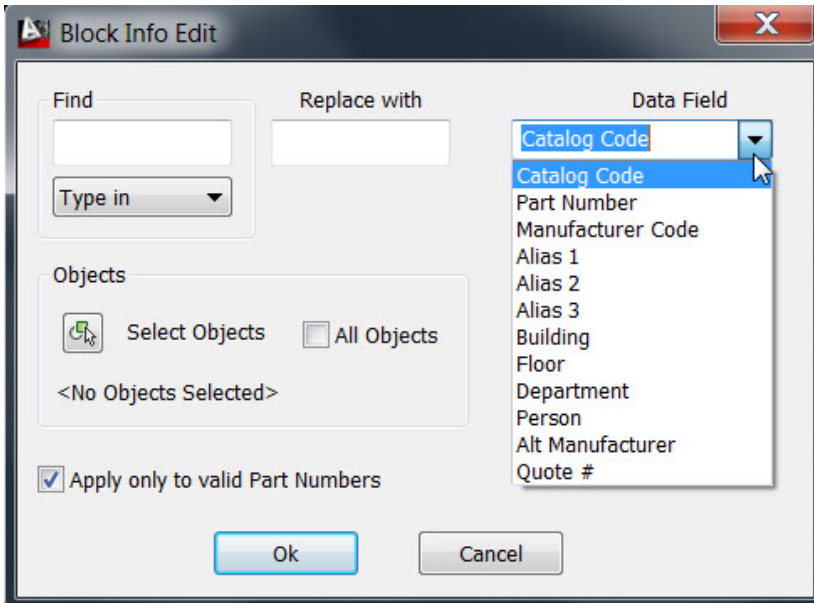 Block Info Edit
Find
Replace with
Data Field
Catalog Code
Type in
Catalog Code
Part Number
Manufacturer Code
Alias 1
Alias 2
Alias 3
Building
Floor
Department
Person
Alt Manufacturer
Quote #
Objects
Select Objects
All Objects
<No Objects Selected>
Apply only to valid Part Numbers
Ok
Cancel